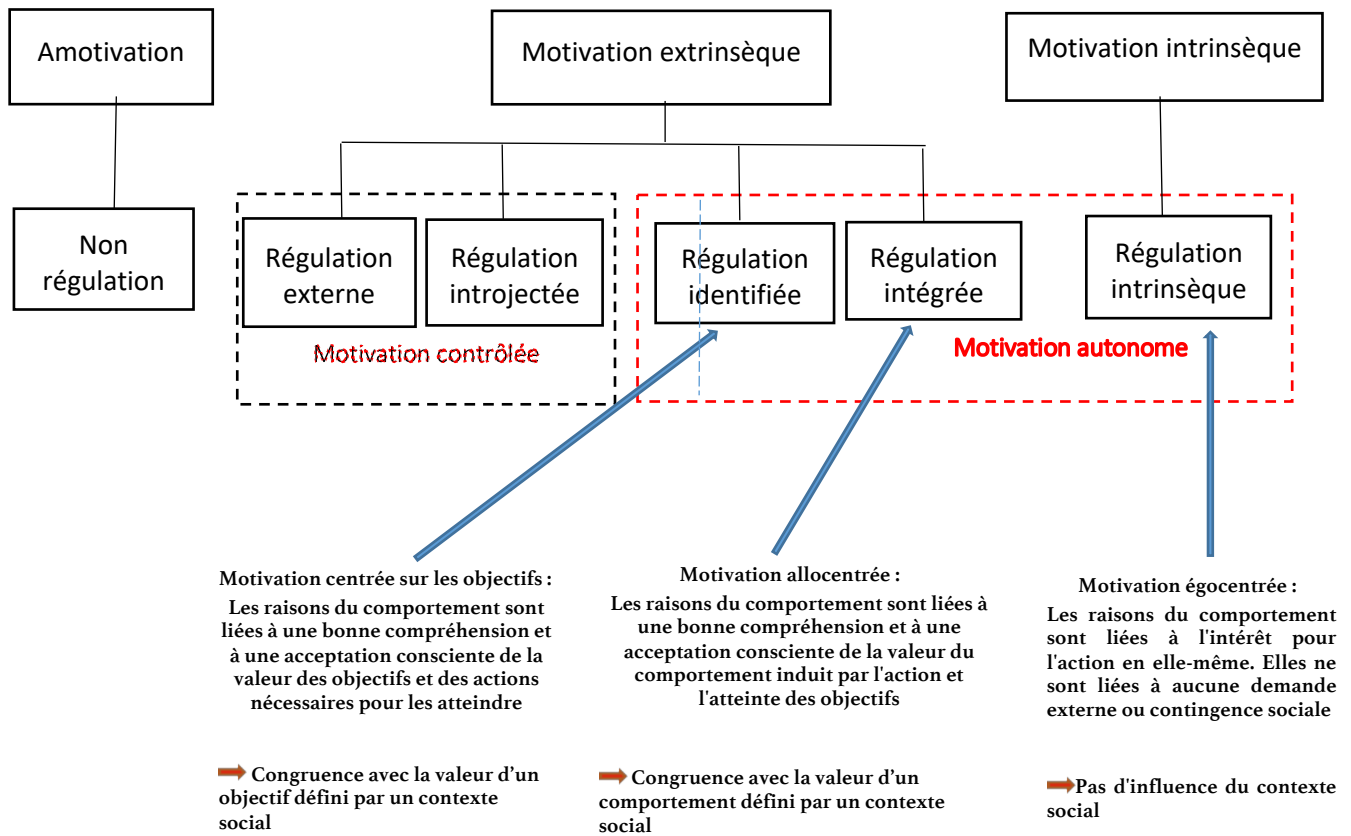 Amotivation
Motivation extrinsèque
Motivation intrinsèque
Non
régulation
Régulation
externe
Régulation
introjectée
Régulation
identifiée
Régulation
intégrée
Régulation
intrinsèque
Motivation contrôlée
Motivation autonome
Motivation centrée sur les objectifs :
Les raisons du comportement sont
liées à une bonne compréhension et
à une acceptation consciente de la
valeur des objectifs et des actions
nécessaires pour les atteindre
Congruence avec la valeur d’un
objectif défini par un contexte
social
Motivation allocentrée :
Les raisons du comportement sont liées à
une bonne compréhension et à une
acceptation consciente de la valeur du
comportement induit par l'action et
l'atteinte des objectifs
Congruence avec la valeur d’un
comportement défini par un contexte
social
Motivation égocentrée :
Les raisons du comportement
sont liées à l'intérêt pour
l'action en elle-même. Elles ne
sont liées à aucune demande
externe ou contingence sociale
Pas d'influence du contexte
social